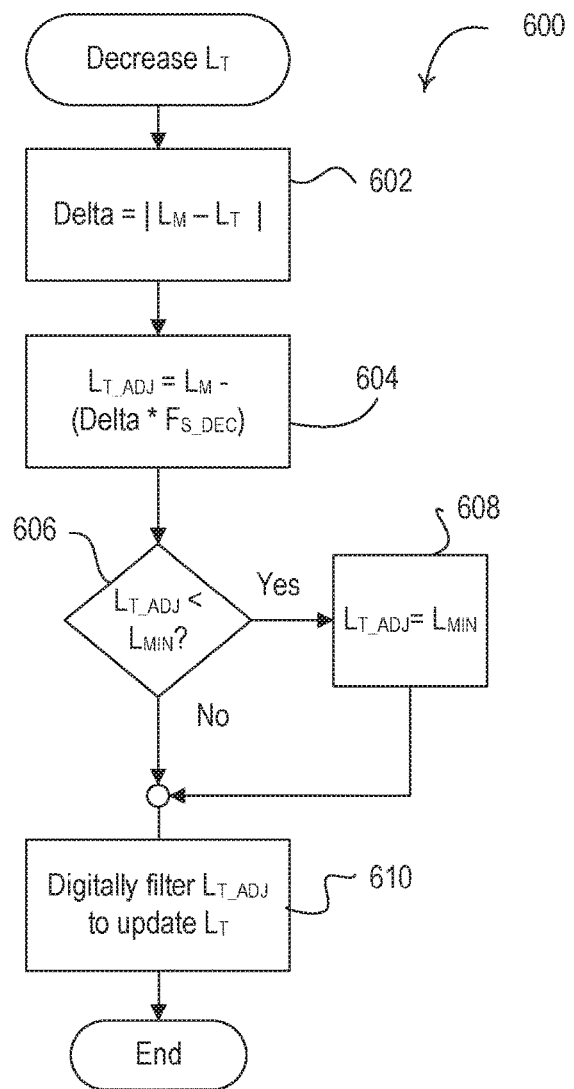 600
Decrease L_T
602
Delta = | L_M – L_T |
L_T_ADJ = L_M -
(Delta * F_S_DEC)
604
606
608
L_T_ADJ <
L_MIN?
Yes
L_T_ADJ = L_MIN
No
Digitally filter L_T_ADJ
to update L_T
610
End